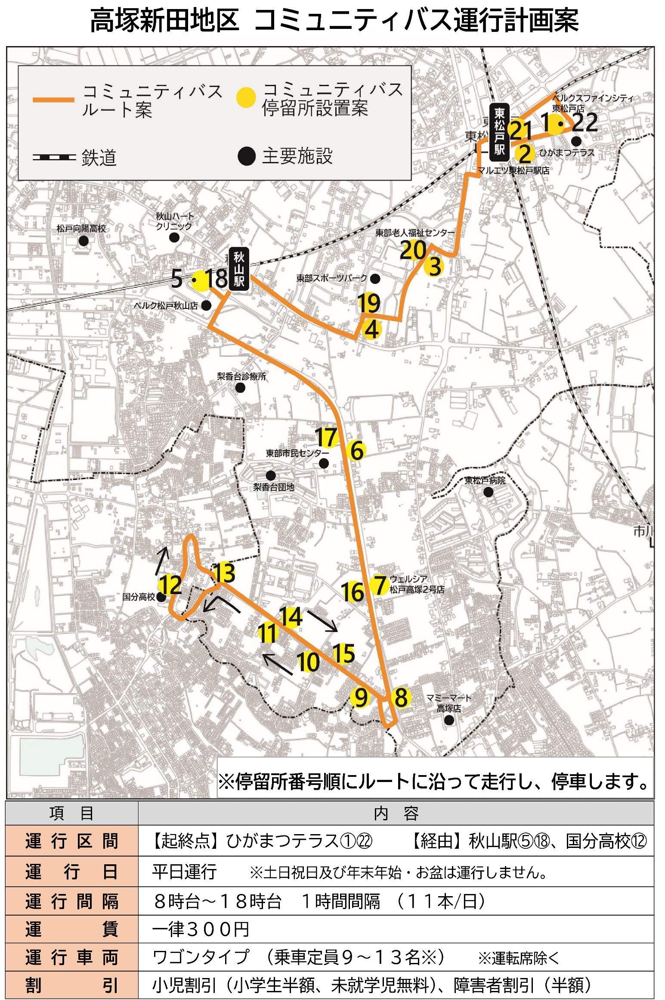 高塚新田地区 コミュニティバス運行計画案
コミュニティバス
ルート案
コミュニティバス
停留所設置案
鉄道
主要施設
ベルクスファインシティ
東松戸店
東松戸駅
21
1
22
2
ひがまつテラス
マルエツ東松戸駅店
秋山ハート
クリニック
松戸向陽高校
東部老人福祉センター
20
3
秋山駅
5
18
東部スポーツパーク
ベルク松戸秋山店
19
4
梨香台診療所
17
6
東部市民センター
梨香台団地
東松戸病院
市川
13
12
国分高校
16
7
ウェルシア
松戸高塚2号店
14
11
15
10
9
8
マミーマート
高塚店
※停留所番号順にルートに沿って走行し、停車します。
項 目 内 容
運行区間 【起終点】ひがまつテラス①㉒ 【経由】秋山駅⑤⑱、国分高校⑫
運行日 平日運行 ※土日祝日及び年末年始・お盆は運行しません。
運行間隔 ８時台～１８時台 １時間間隔 （１１本/日）
運賃 一律３００円
運行車両 ワゴンタイプ （乗車定員９～１３名※） ※運転席除く
割引 小児割引（小学生半額、未就学児無料）、障害者割引（半額）